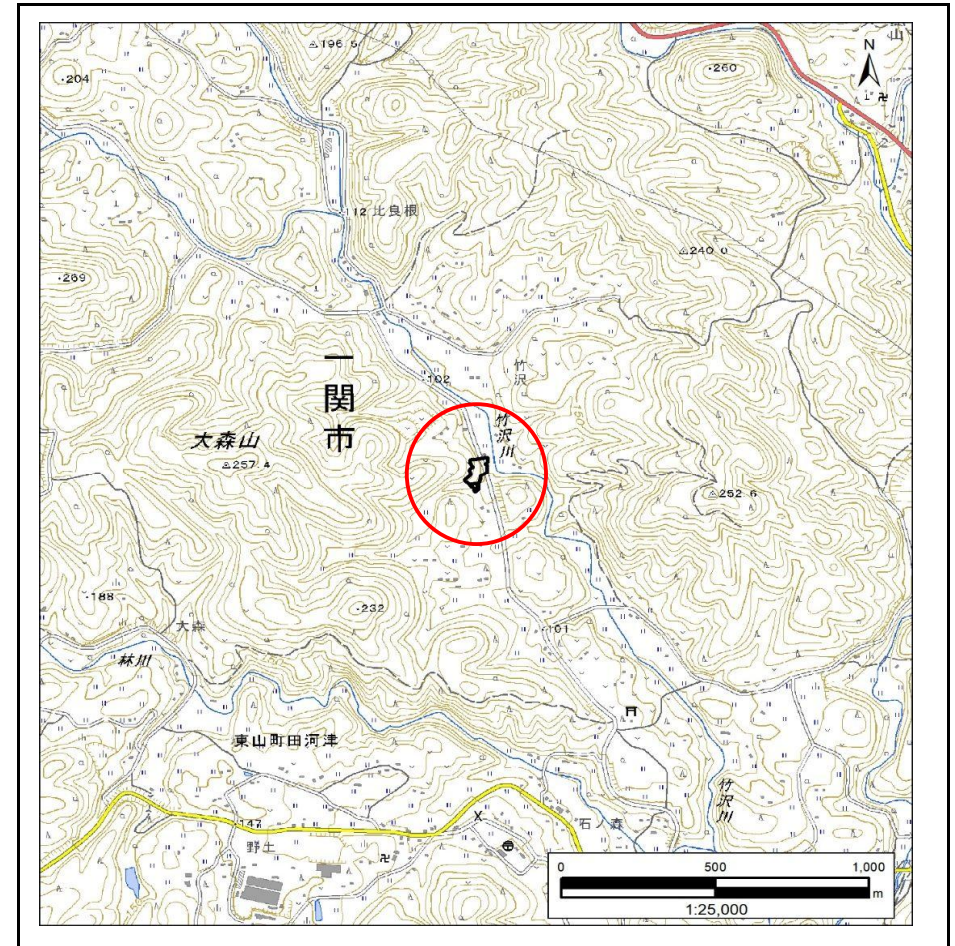 山
196.5
・204
・260
N
112 北良根
240.0
・269
一関市
・102
竹沢
竹沢川
大森山
257.4
252.6
・188
・232
大森
・101
林川
東山町田河津
竹沢川
・147
石ノ森
野土
0 500 1,000
m
1:25,000